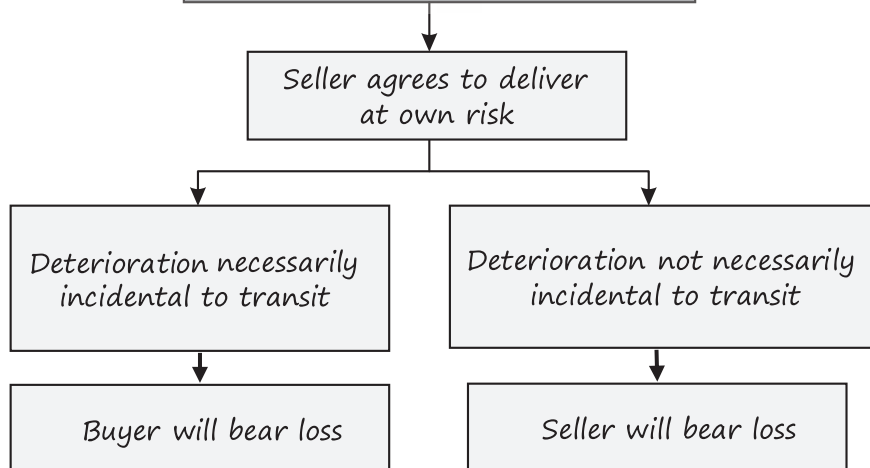 Seller agrees to deliver
at own risk
Deterioration necessarily
incidental to transit
Deterioration not necessarily
incidental to transit
Buyer will bear loss
Seller will bear loss